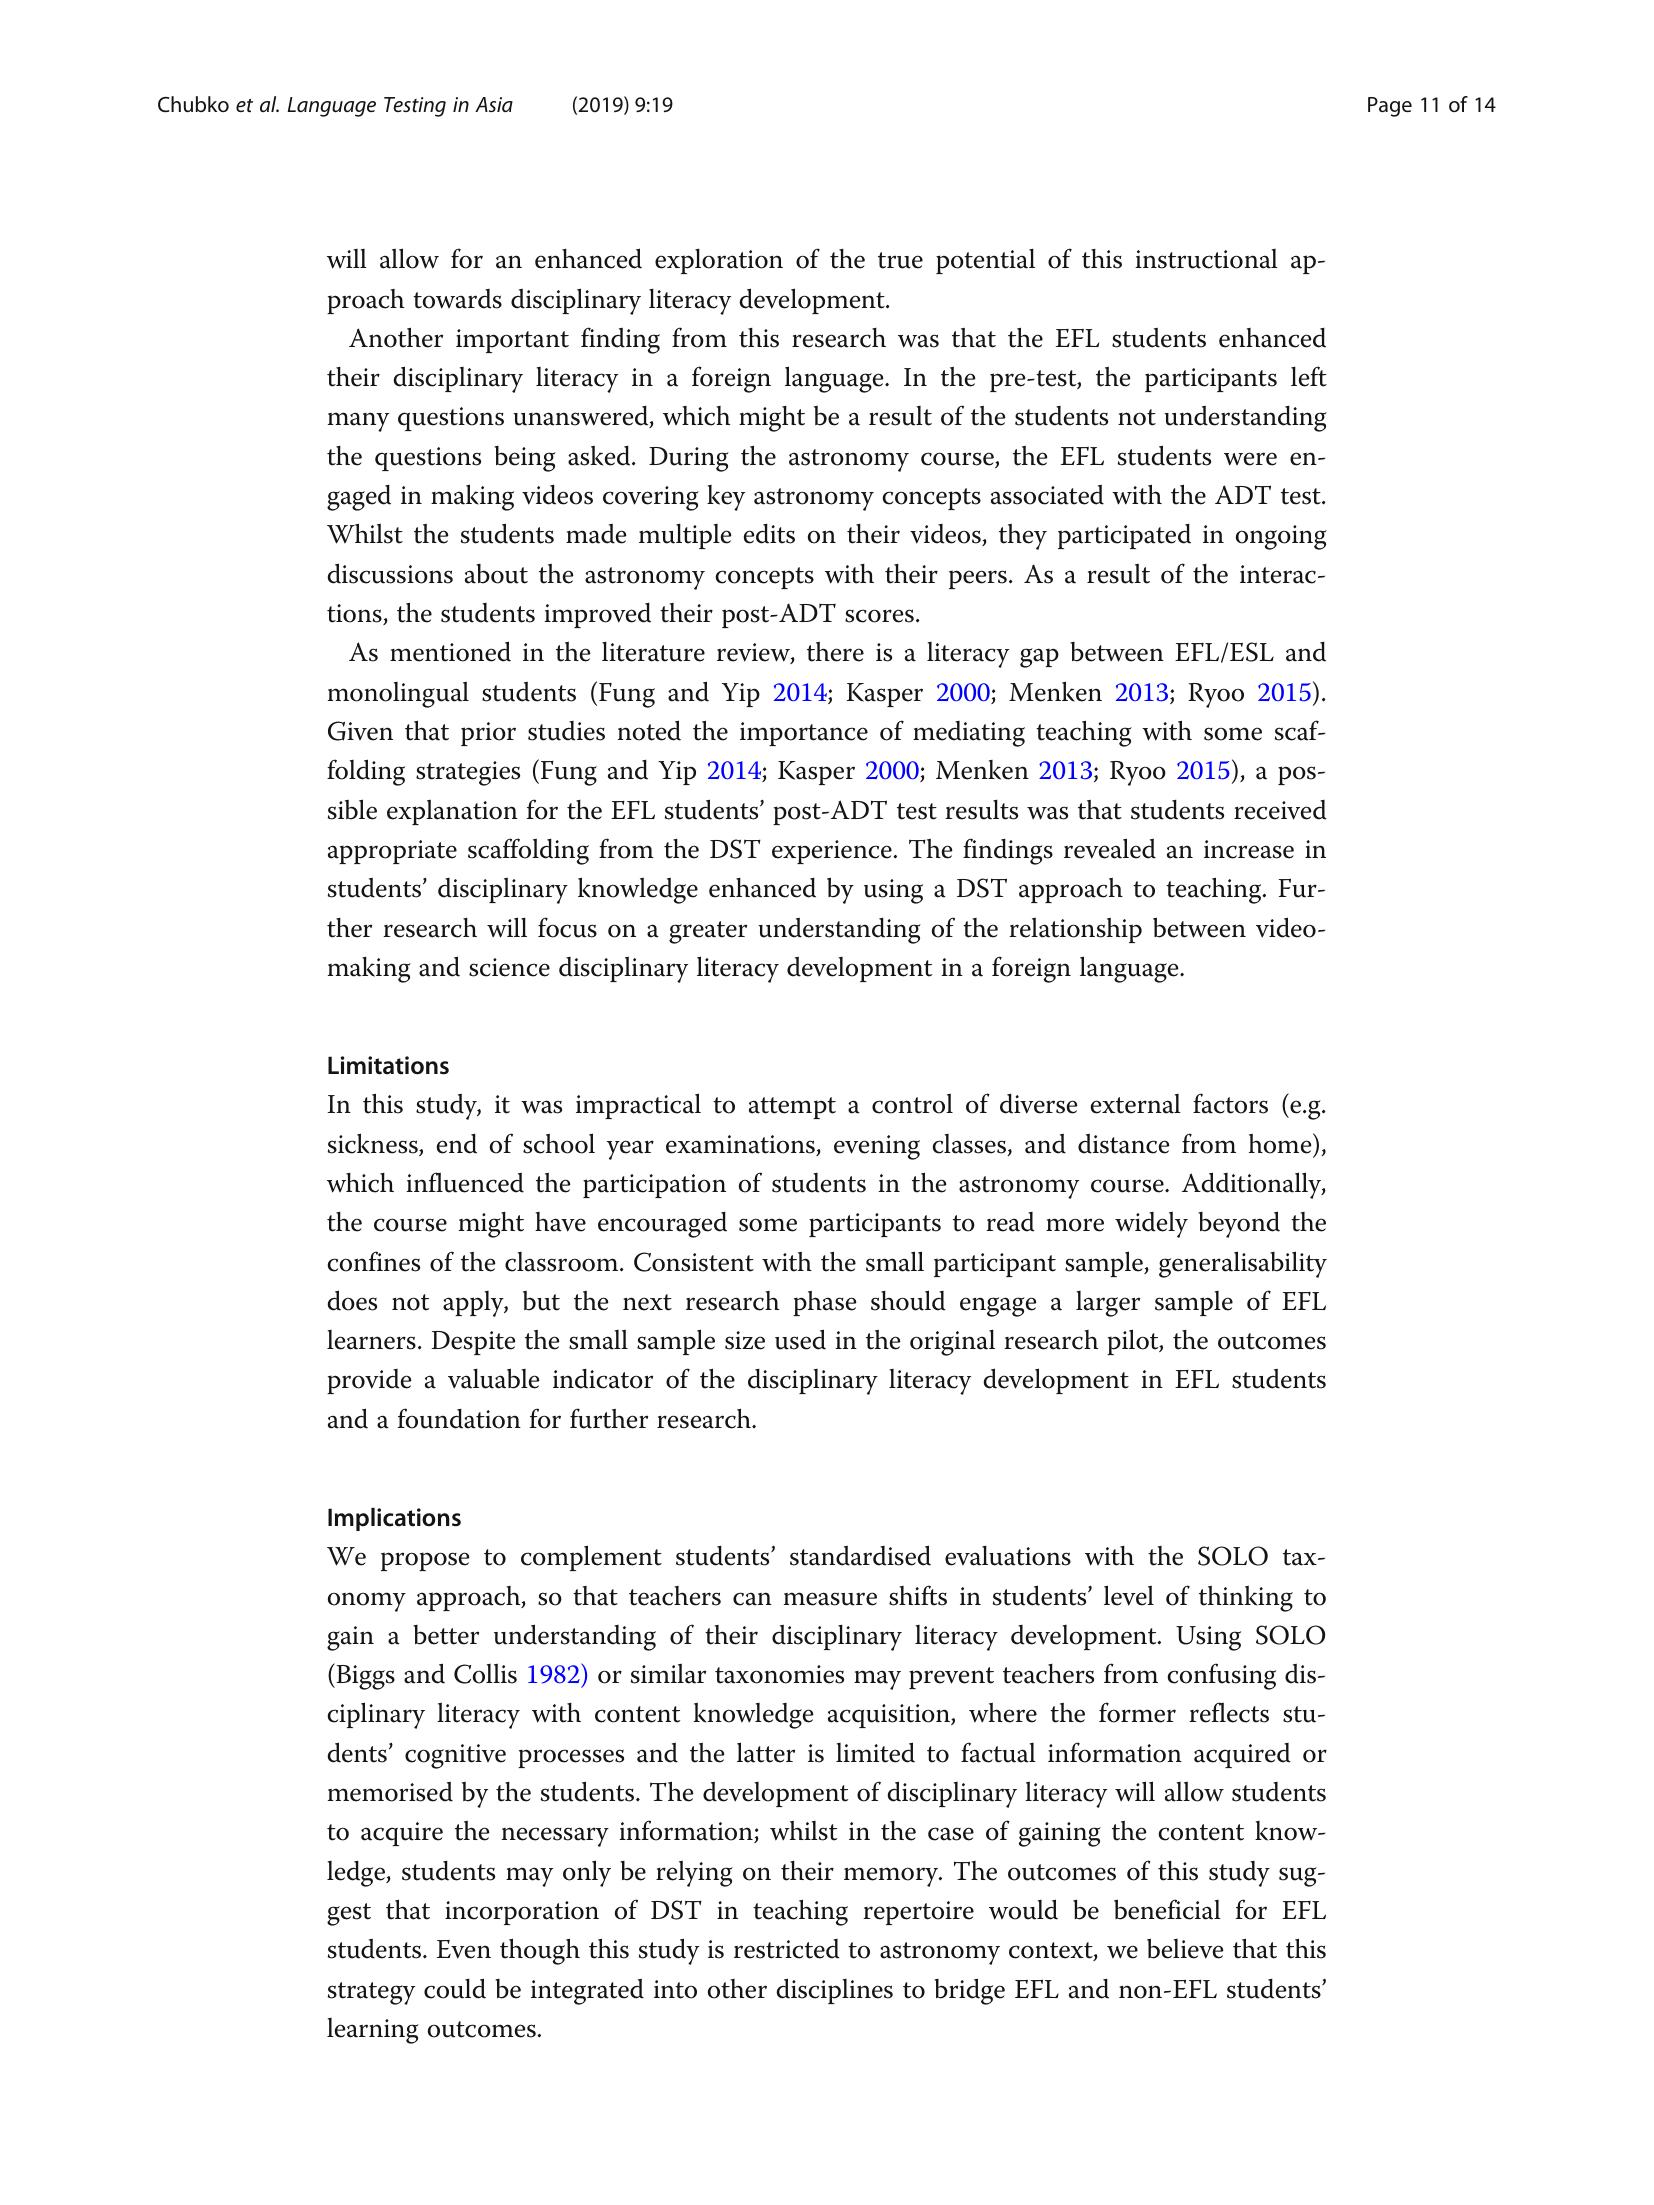 Chubko et al. Language Testing in Asia (2019) 9:19 Page 11 of 14
will allow for an enhanced exploration of the true potential of this instructional ap-
proach towards disciplinary literacy development.
Another important finding from this research was that the EFL students enhanced
their disciplinary literacy in a foreign language. In the pre-test, the participants left
many questions unanswered, which might be a result of the students not understanding
the questions being asked. During the astronomy course, the EFL students were en-
gaged in making videos covering key astronomy concepts associated with the ADT test.
Whilst the students made multiple edits on their videos, they participated in ongoing
discussions about the astronomy concepts with their peers. As a result of the interac-
tions, the students improved their post-ADT scores.
As mentioned in the literature review, there is a literacy gap between EFL/ESL and
monolingual students (Fung and Yip 2014; Kasper 2000; Menken 2013; Ryoo 2015).
Given that prior studies noted the importance of mediating teaching with some scaf-
folding strategies (Fung and Yip 2014; Kasper 2000; Menken 2013; Ryoo 2015), a pos-
sible explanation for the EFL students’ post-ADT test results was that students received
appropriate scaffolding from the DST experience. The findings revealed an increase in
students’ disciplinary knowledge enhanced by using a DST approach to teaching. Fur-
ther research will focus on a greater understanding of the relationship between video-
making and science disciplinary literacy development in a foreign language.
Limitations
In this study, it was impractical to attempt a control of diverse external factors (e.g.
sickness, end of school year examinations, evening classes, and distance from home),
which influenced the participation of students in the astronomy course. Additionally,
the course might have encouraged some participants to read more widely beyond the
confines of the classroom. Consistent with the small participant sample, generalisability
does not apply, but the next research phase should engage a larger sample of EFL
learners. Despite the small sample size used in the original research pilot, the outcomes
provide a valuable indicator of the disciplinary literacy development in EFL students
and a foundation for further research.
Implications
We propose to complement students’ standardised evaluations with the SOLO tax-
onomy approach, so that teachers can measure shifts in students’ level of thinking to
gain a better understanding of their disciplinary literacy development. Using SOLO
(Biggs and Collis 1982) or similar taxonomies may prevent teachers from confusing dis-
ciplinary literacy with content knowledge acquisition, where the former reflects stu-
dents’ cognitive processes and the latter is limited to factual information acquired or
memorised by the students. The development of disciplinary literacy will allow students
to acquire the necessary information; whilst in the case of gaining the content know-
ledge, students may only be relying on their memory. The outcomes of this study sug-
gest that incorporation of DST in teaching repertoire would be beneficial for EFL
students. Even though this study is restricted to astronomy context, we believe that this
strategy could be integrated into other disciplines to bridge EFL and non-EFL students’
learning outcomes.